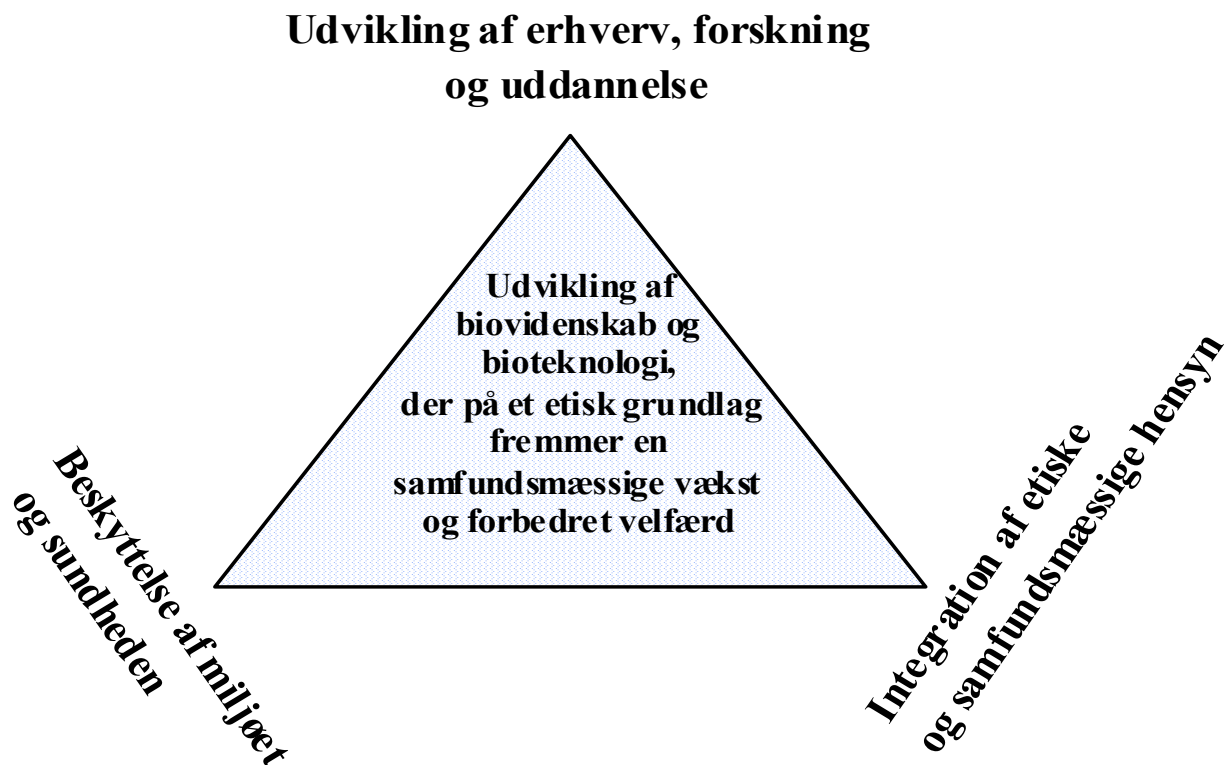 Udvikling af erhverv, forskning
og uddannelse
Udvikling af
biovidenskab og
bioteknologi,
der på et etisk grundlag
fremmer en
samfundsmæssige vækst
og forbedret velfærd
Beskyttelse af miljøet
og sundheden
Integration af etiske
og samfundsmæssige hensyn